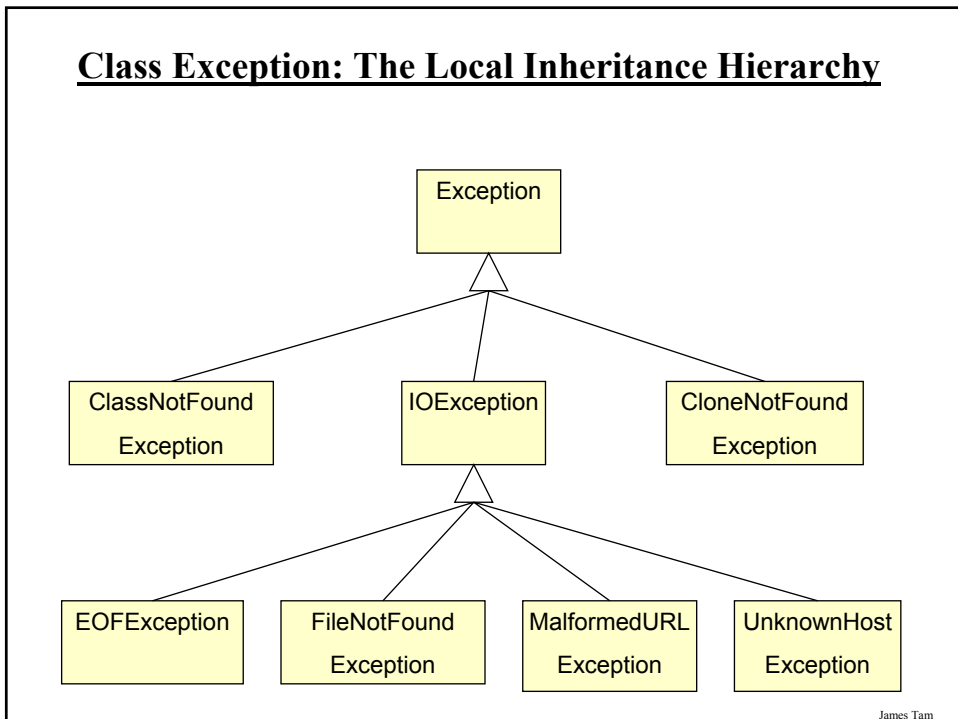 Class Exception: The Local Inheritance Hierarchy
Exception
ClassNotFound
Exception
IOException
CloneNotFound
Exception
EOFException
FileNotFound
Exception
MalformedURL
Exception
UnknownHost
Exception
James Tam